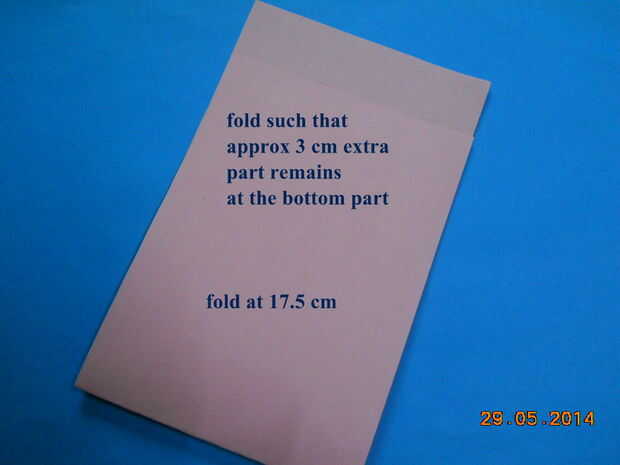 fold such that
approx 3 cm extra
part remains
at the bottom part
fold at 17.5 cm
29.05.2014